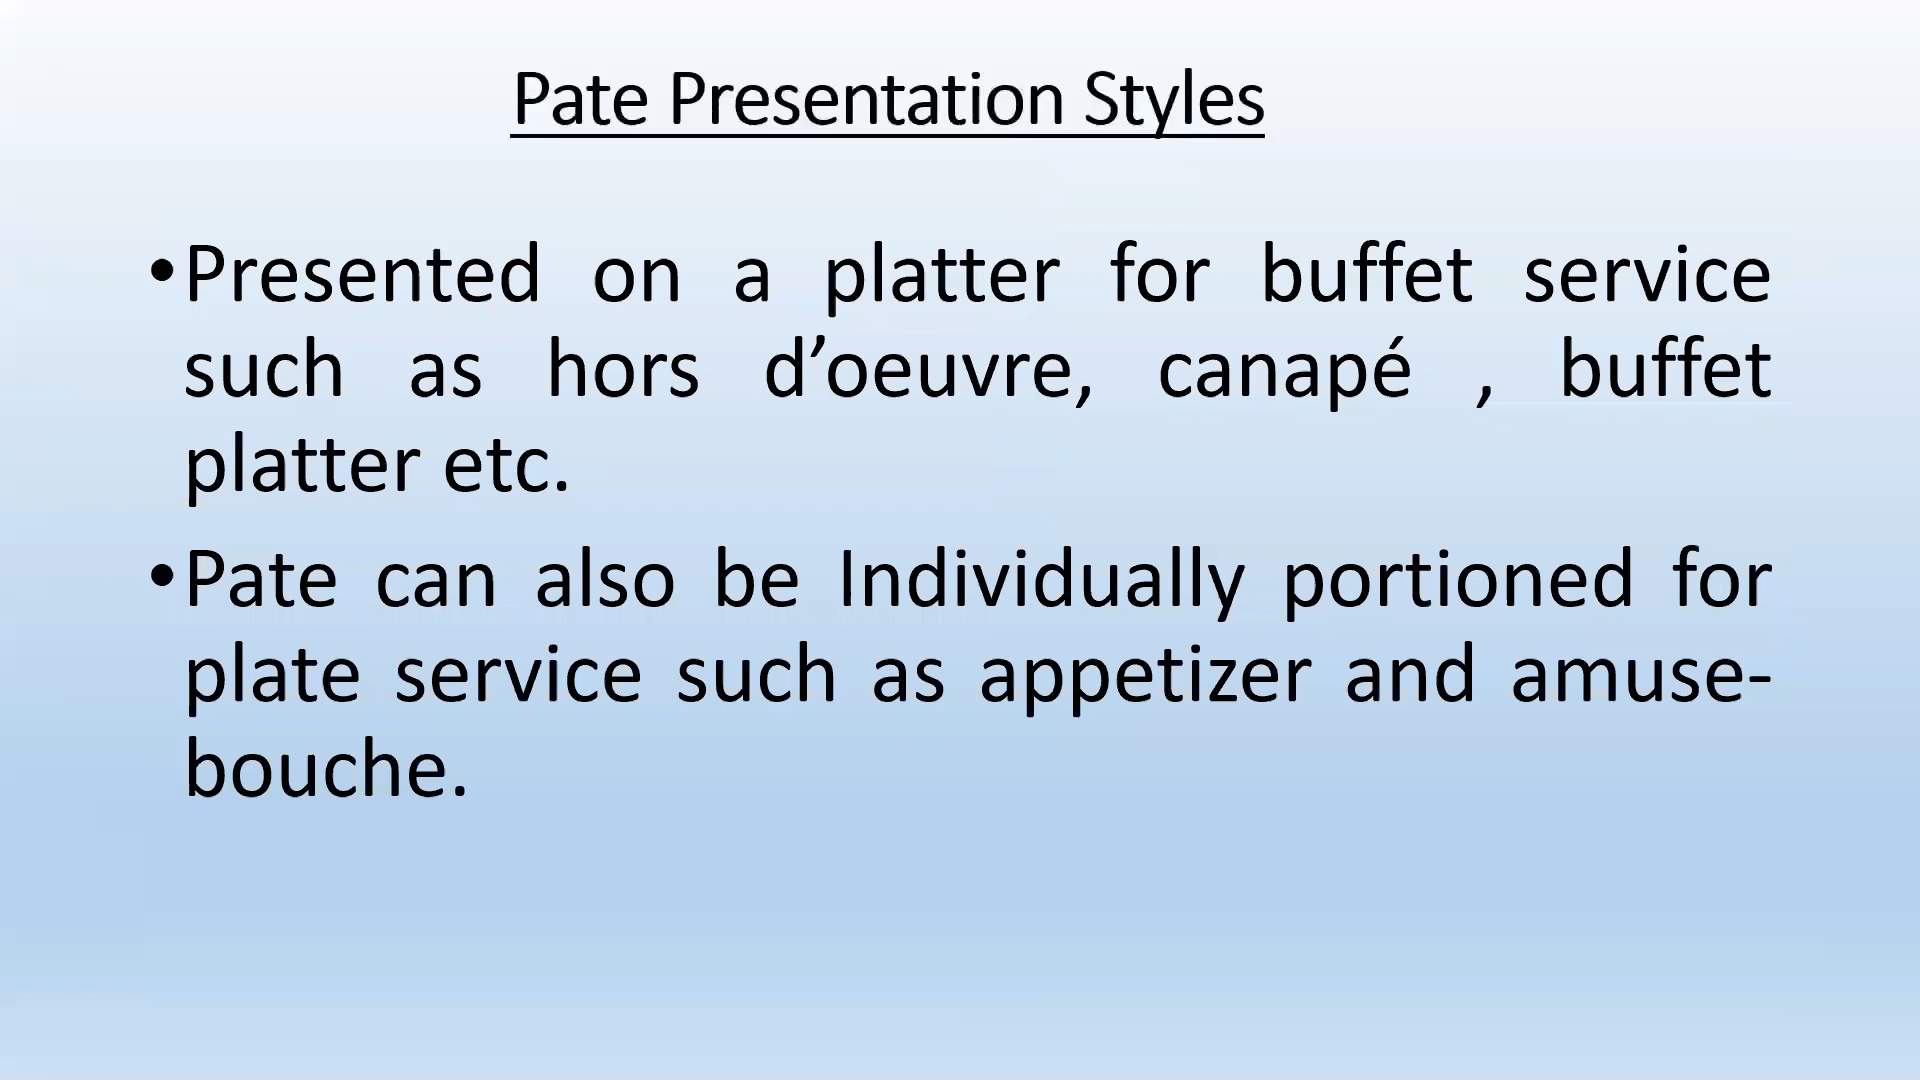 Pate Presentation Styles
•Presented on a platter for buffet service
such as hors d’oeuvre, canapé , buffet
platter etc.
•Pate can also be Individually portioned for
plate service such as appetizer and amuse-
bouche.